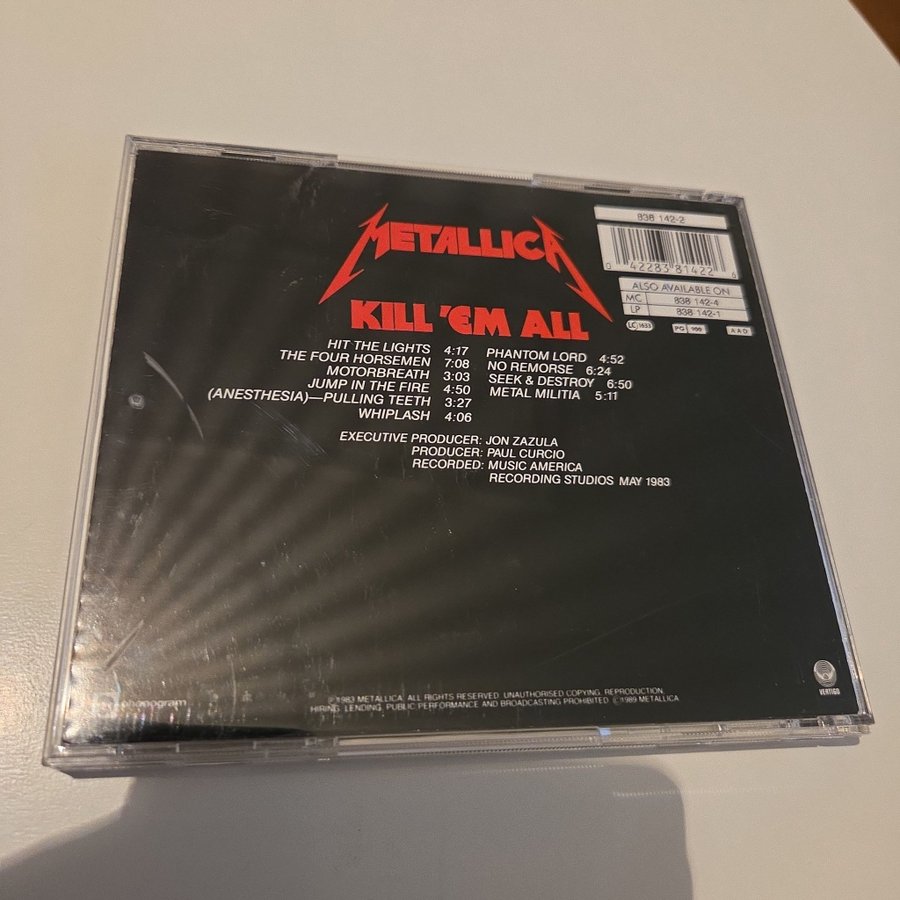 838 142-2
0 42283 81422 6
ALSO AVAILABLE ON
MC 838 142-4
LP 838 142-1
LC 1633 PG 900 AAD
METALLICA
KILL 'EM ALL
HIT THE LIGHTS 4:17
THE FOUR HORSEMEN 7:08
MOTORBREATH 3:03
JUMP IN THE FIRE 4:50
(ANESTHESIA)—PULLING TEETH 3:27
WHIPLASH 4:06
PHANTOM LORD 4:52
NO REMORSE 6:24
SEEK & DESTROY 6:50
METAL MILITIA 5:11
EXECUTIVE PRODUCER: JON ZAZULA
PRODUCER: PAUL CURCIO
RECORDED: MUSIC AMERICA
RECORDING STUDIOS MAY 1983
phonogram
℗1983 METALLICA. ALL RIGHTS RESERVED. UNAUTHORISED COPYING, REPRODUCTION,
HIRING, LENDING, PUBLIC PERFORMANCE AND BROADCASTING PROHIBITED ©1989 METALLICA
VERTIGO